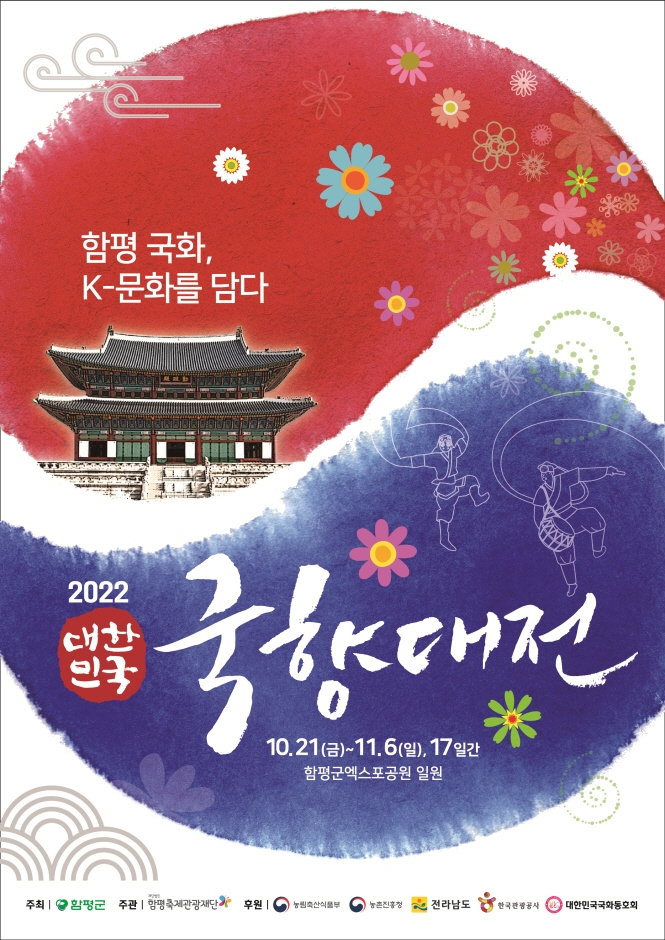 함평 국화,
K-문화를 담다
2022
대한
민국
국향대전
10.21(금)~11.6(일), 17일간
함평군엑스포공원 일원
주최 | 함평군 주관 | 함평축제관광재단 후원 | 농림축산식품부 농촌진흥청 전라남도 한국관광공사 대한민국국화동호회